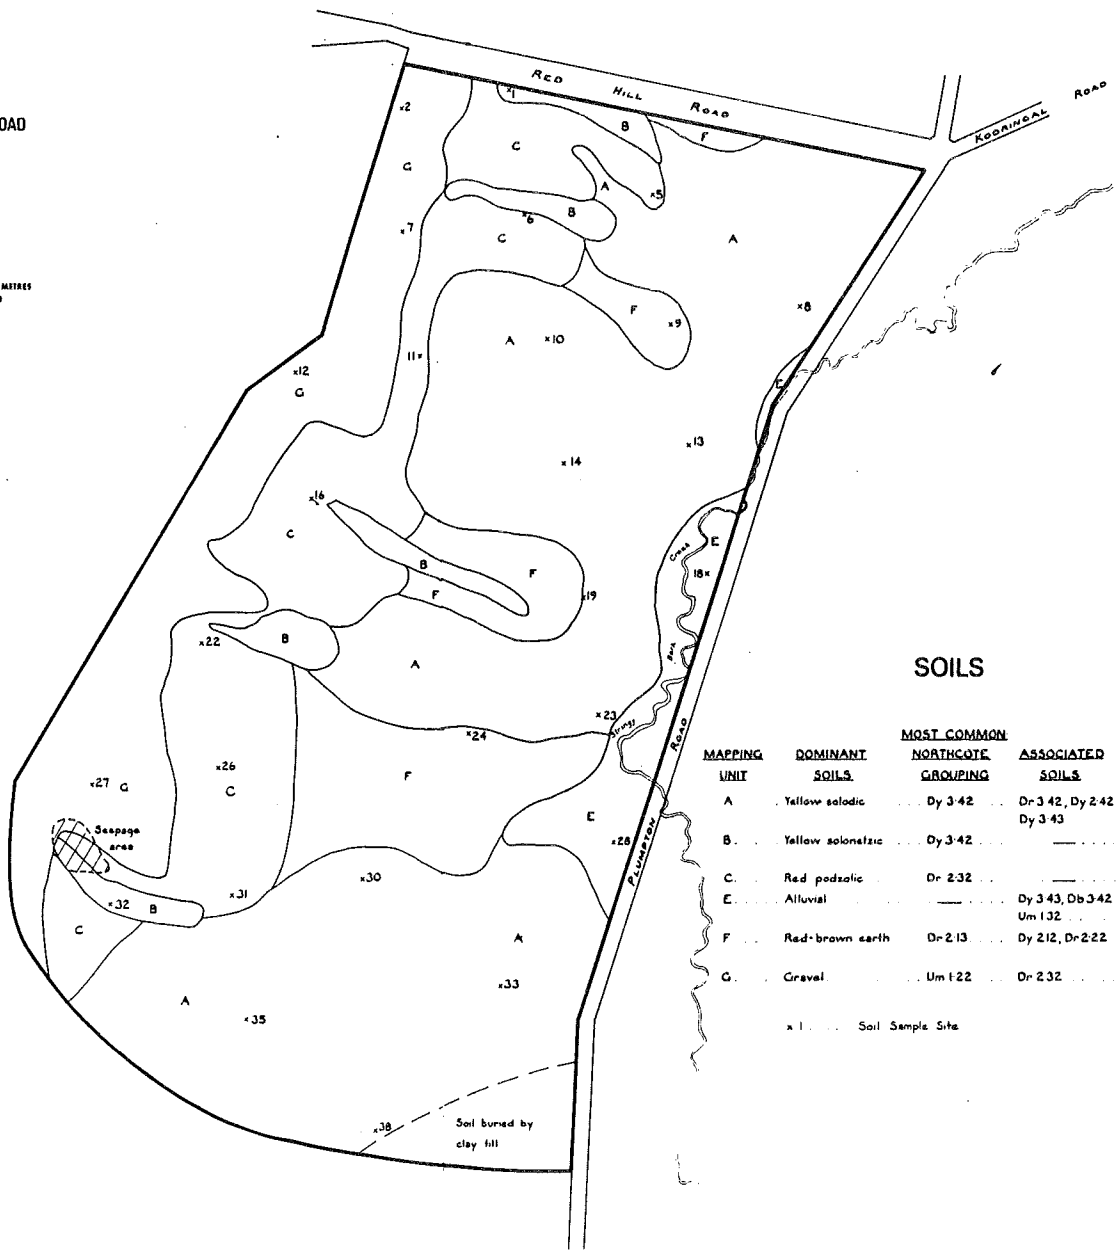 OAD
METRES
RED HILL ROAD
KOORINGAL ROAD
x1
x2
B
F
C
G
A
x5
B
x6
x7
C
A
F
x8
x9
A
x10
11x
x12
G
E
x13
x14
x16
C
B
F
F
E
Creek
18x
x19
x22
B
A
Bark
x23
Stringy
x24
ROAD
PLUMPTON
x26
F
x27
G
C
E
Seepage
area
x28
x30
x31
x32
B
C
A
x33
A
x35
x38
Soil buried by
clay fill
SOILS
MAPPING UNIT DOMINANT SOILS MOST COMMON NORTHCOTE GROUPING ASSOCIATED SOILS
A . Yellow solodic . . . Dy 3·42 . . Dr 3·42, Dy 2·42
Dy 3·43
B . Yellow solonetzic . . Dy 3·42 . —
C . Red podzolic . . Dr 2·32 . —
E . Alluvial . — . Dy 3·43, Db 3·42
Um 1·32
F . . Red-brown earth Dr 2·13 . . . Dy 2·12, Dr 2·22
G . . Gravel . . . Um 1·22 . . Dr 2·32 . . .
x 1 . . . Soil Sample Site